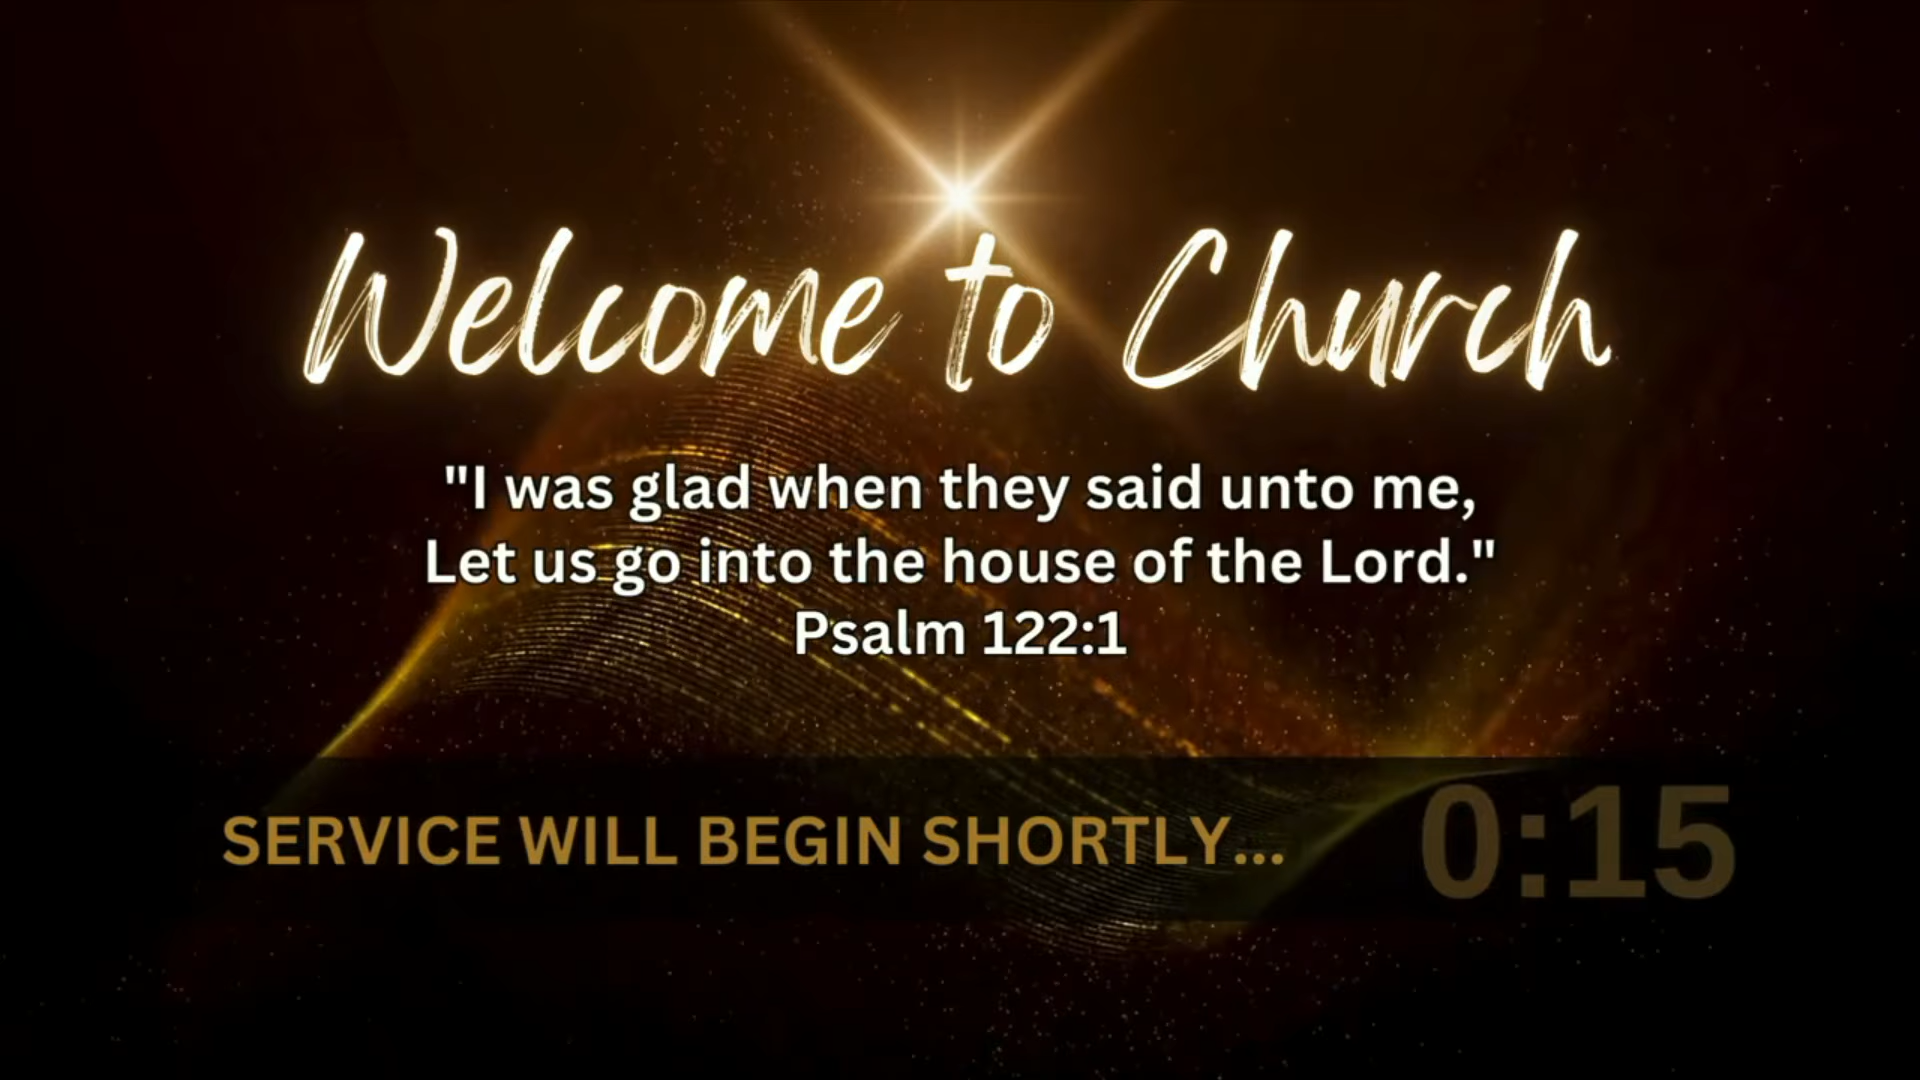 Welcome to Church
"I was glad when they said unto me,
Let us go into the house of the Lord."
Psalm 122:1
SERVICE WILL BEGIN SHORTLY...
0:15